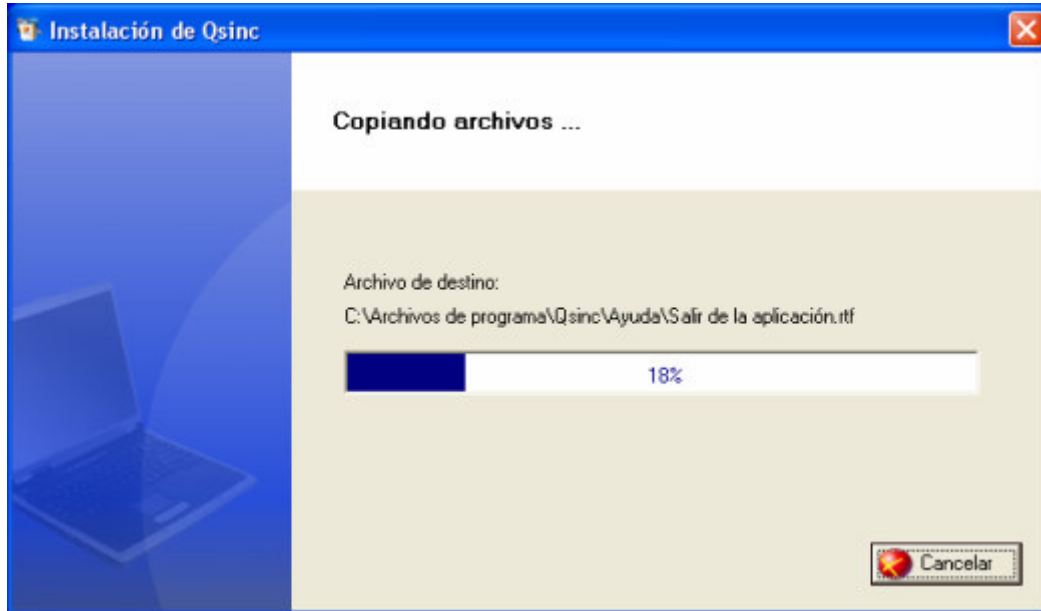 Instalación de Qsinc
Copiando archivos ...
Archivo de destino:
C:\Archivos de programa\Qsinc\Ayuda\Salir de la aplicación.rtf
18%
Cancelar